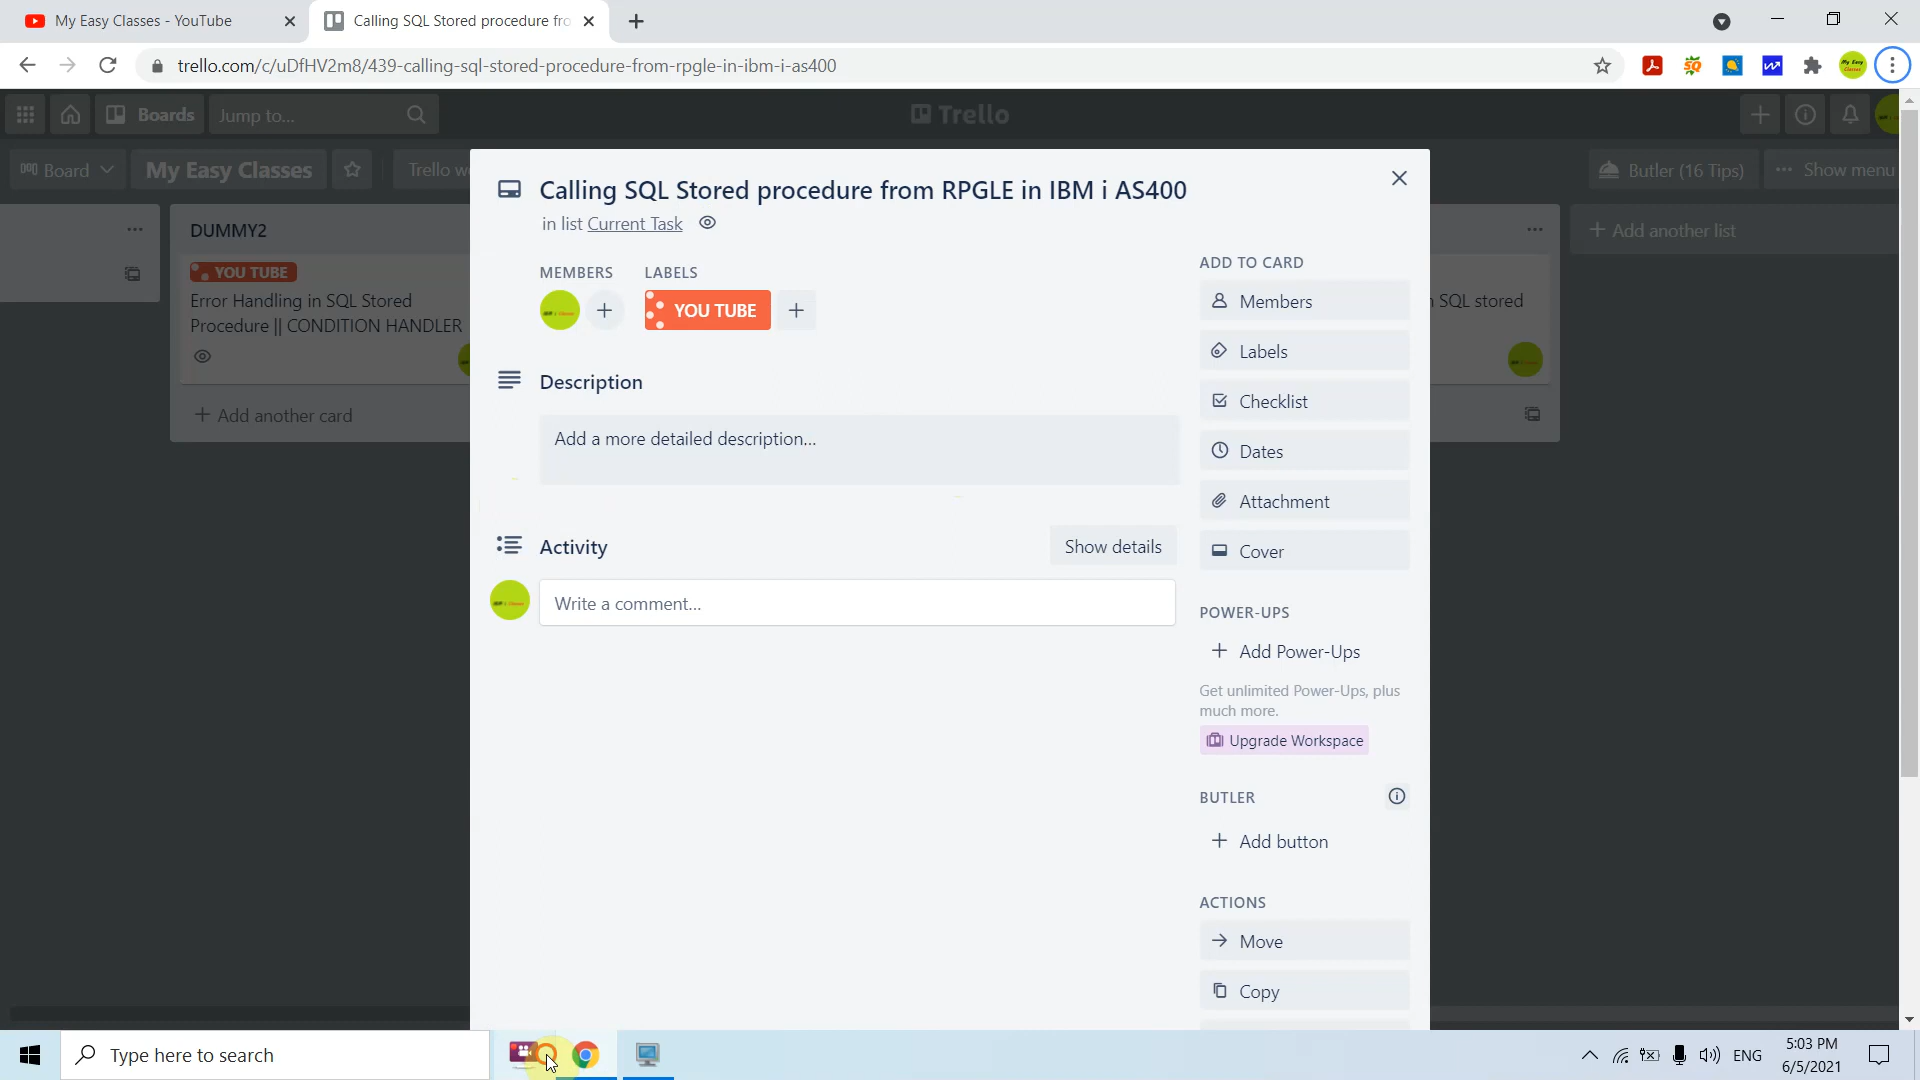 My Easy Classes - YouTube
Calling SQL Stored procedure fro
trello.com/c/uDfHV2m8/439-calling-sql-stored-procedure-from-rpgle-in-ibm-i-as400
Boards
Jump to...
Trello
Board
My Easy Classes
Trello w
Butler (16 Tips)
Show menu
DUMMY2
YOU TUBE
Error Handling in SQL Stored
Procedure || CONDITION HANDLER
Add another card
SQL stored
Add another list
Calling SQL Stored procedure from RPGLE in IBM i AS400
in list Current Task
MEMBERS
LABELS
YOU TUBE
Description
Add a more detailed description...
Activity
Show details
Write a comment...
ADD TO CARD
Members
Labels
Checklist
Dates
Attachment
Cover
POWER-UPS
Add Power-Ups
Get unlimited Power-Ups, plus
much more.
Upgrade Workspace
BUTLER
Add button
ACTIONS
Move
Copy
Type here to search
ENG
5:03 PM
6/5/2021